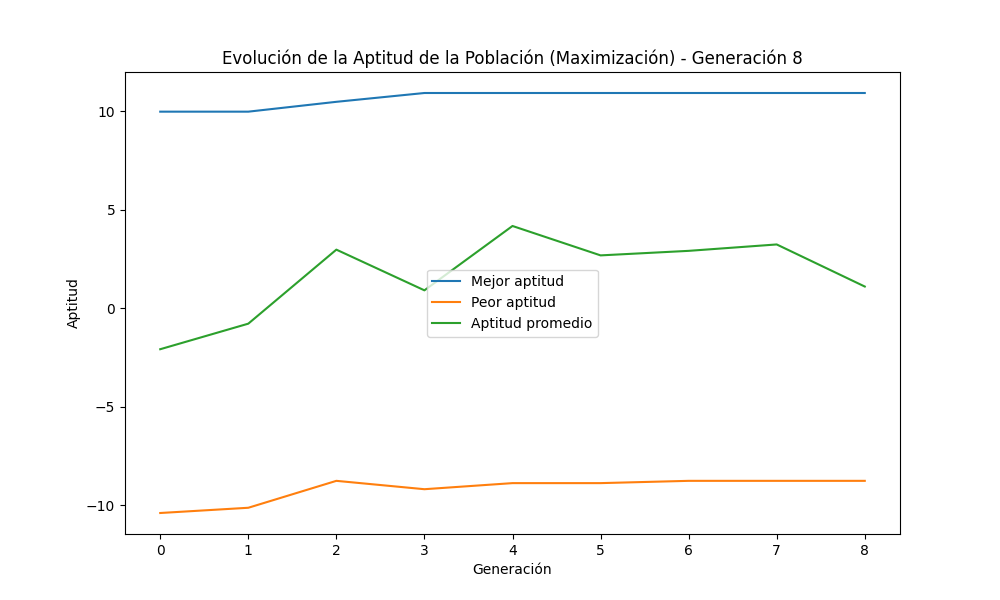 Evolución de la Aptitud de la Población (Maximización) - Generación 8
Aptitud
10
5
0
−5
−10
Mejor aptitud
Peor aptitud
Aptitud promedio
0 1 2 3 4 5 6 7 8
Generación